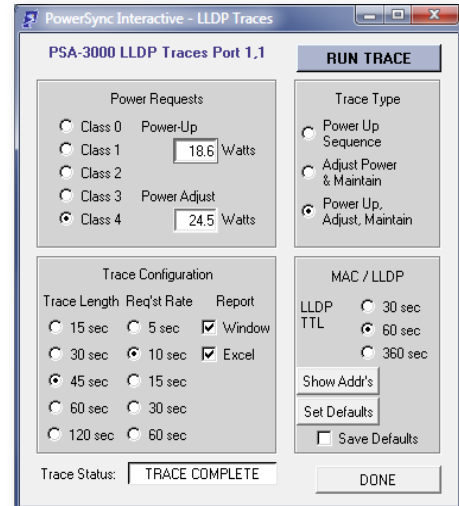 PowerSync Interactive - LLDP Traces
PSA-3000 LLDP Traces Port 1,1
RUN TRACE
Power Requests
Class 0 Power-Up
Class 1 18.6 Watts
Class 2
Class 3 Power Adjust
Class 4 24.5 Watts
Trace Type
Power Up
Sequence
Adjust Power
& Maintain
Power Up,
Adjust, Maintain
Trace Configuration
Trace Length Req'st Rate Report
15 sec 5 sec Window
30 sec 10 sec Excel
45 sec 15 sec
60 sec 30 sec
120 sec 60 sec
MAC / LLDP
LLDP 30 sec
TTL 60 sec
360 sec
Show Addr's
Set Defaults
Save Defaults
Trace Status: TRACE COMPLETE
DONE